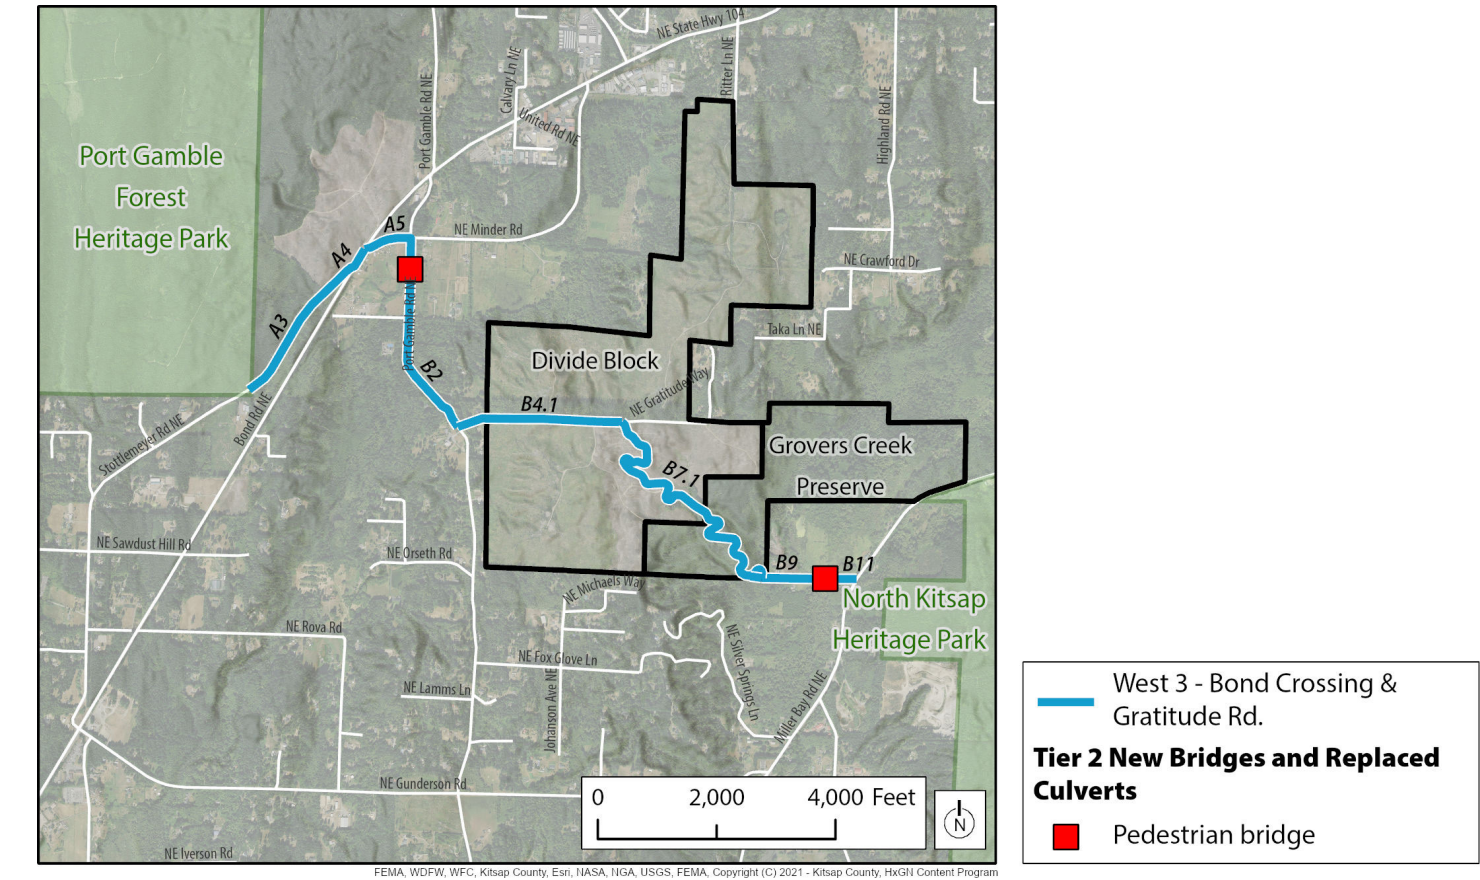 NE State Hwy 104
Ritter Ln NE
Calvary Ln NE
Port Gamble Rd NE
United Rd NE
Highland Rd NE
Port Gamble
Forest
Heritage Park
A5
NE Minder Rd
A4
NE Crawford Dr
A3
Port Gamble Rd NE
Taka Ln NE
Divide Block
B2
NE Gratitude Way
B4.1
Bond Rd NE
Stottlemeyer Rd NE
Grovers Creek
Preserve
B7.1
NE Sawdust Hill Rd
NE Orseth Rd
B9
B11
NE Michaels Way
North Kitsap
Heritage Park
NE Rova Rd
NE Silver Springs Ln
NE Fox Glove Ln
NE Lamms Ln
Johanson Ave NE
Miller Bay Rd NE
NE Gunderson Rd
NE Iverson Rd
0 2,000 4,000 Feet
N
West 3 - Bond Crossing &
Gratitude Rd.
Tier 2 New Bridges and Replaced
Culverts
Pedestrian bridge
FEMA, WDFW, WFC, Kitsap County, Esri, NASA, NGA, USGS, FEMA, Copyright (C) 2021 - Kitsap County, HxGN Content Program